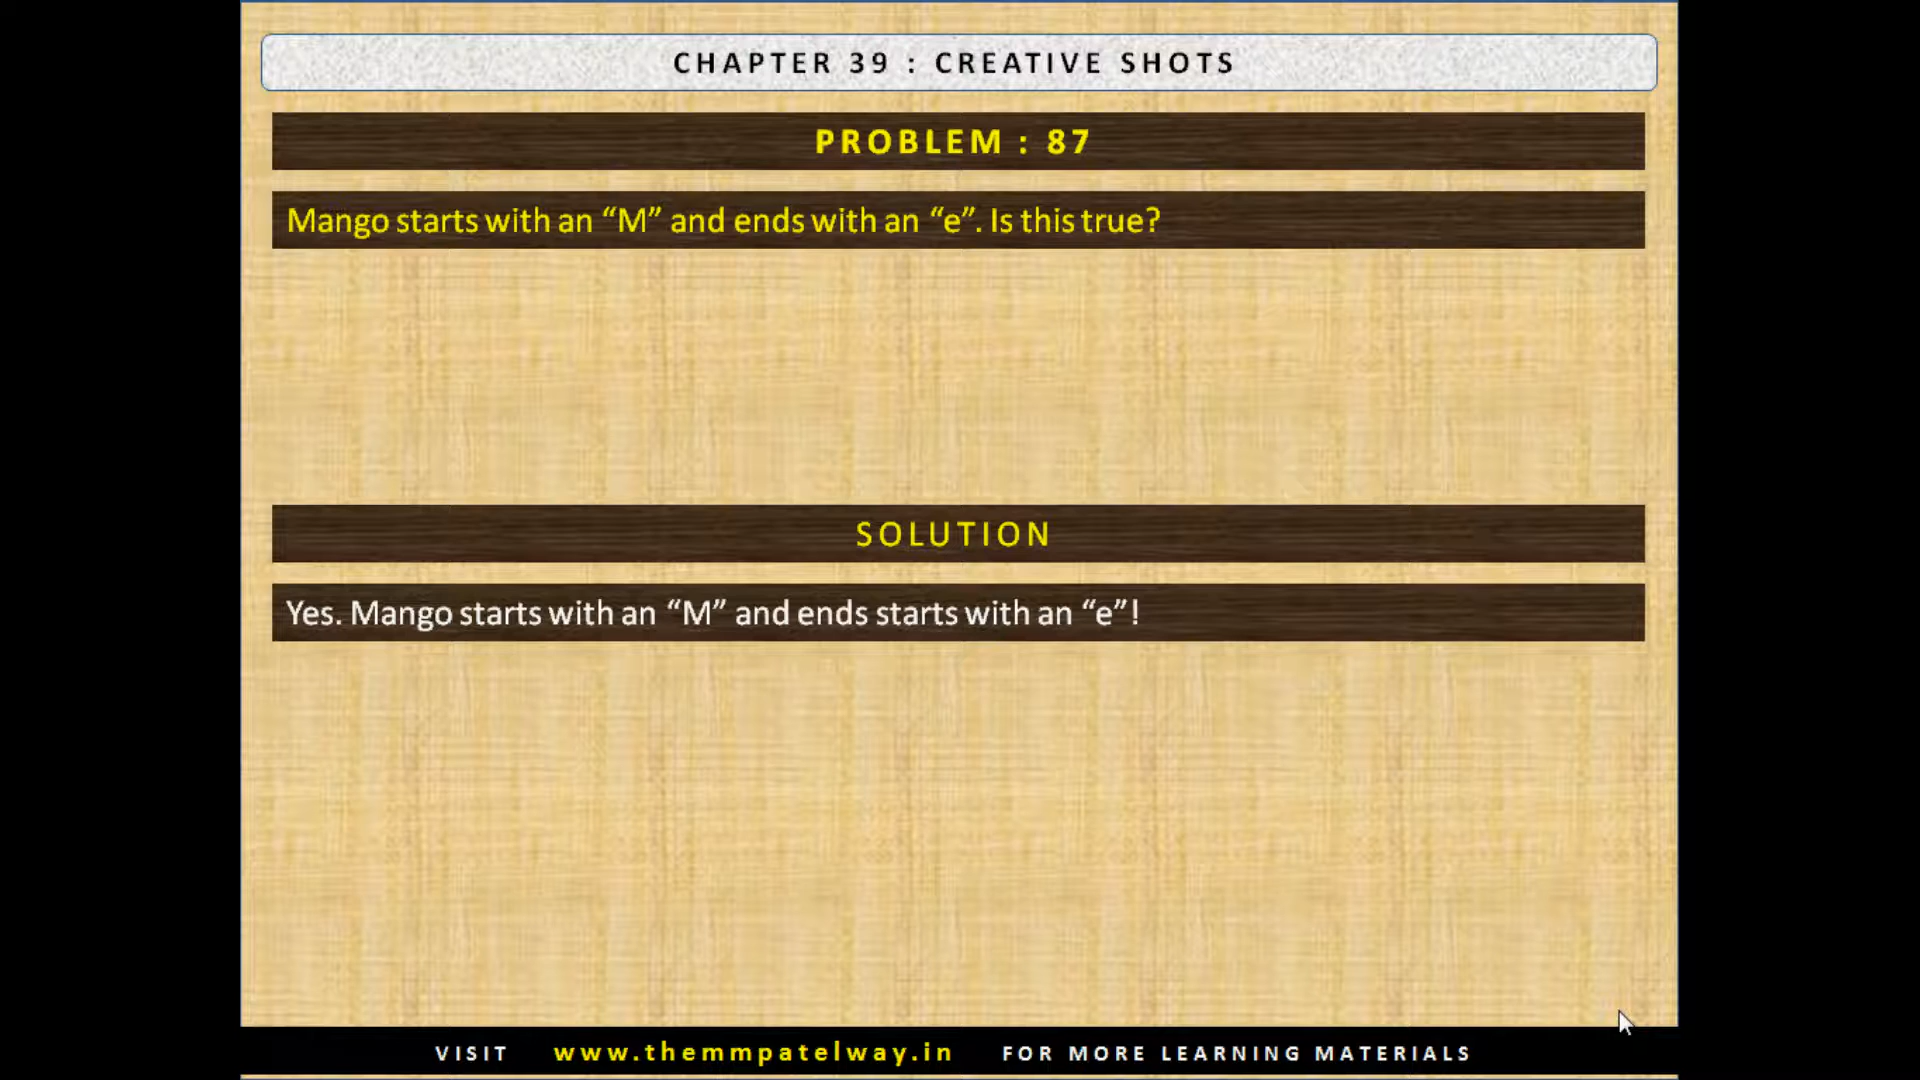 CHAPTER 39 : CREATIVE SHOTS
PROBLEM : 87
Mango starts with an “M” and ends with an “e”. Is this true?
SOLUTION
Yes. Mango starts with an “M” and ends starts with an “e”!
VISIT www.themmpatelway.in FOR MORE LEARNING MATERIALS